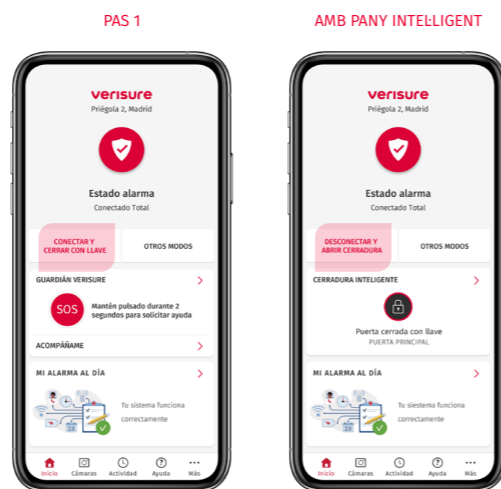 PAS 1
verisure
Priégola 2, Madrid
Estado alarma
Conectado Total
CONECTAR Y
CERRAR CON LLAVE
OTROS MODOS
GUARDIÁN VERISURE
SOS
Mantén pulsado durante 2
segundos para solicitar ayuda
ACOMPÁÑAME
MI ALARMA AL DÍA
23
Tu sistema funciona
correctamente
Inicio
Cámaras
Actividad
Ayuda
Más
AMB PANY INTEL·LIGENT
verisure
Priégola 2, Madrid
Estado alarma
Conectado Total
DESCONECTAR Y
ABRIR CERRADURA
OTROS MODOS
CERRADURA INTELIGENTE
Puerta cerrada con llave
PUERTA PRINCIPAL
MI ALARMA AL DÍA
23
Tu siestema funciona
correctamente
Inicio
Cámaras
Actividad
Ayuda
Más